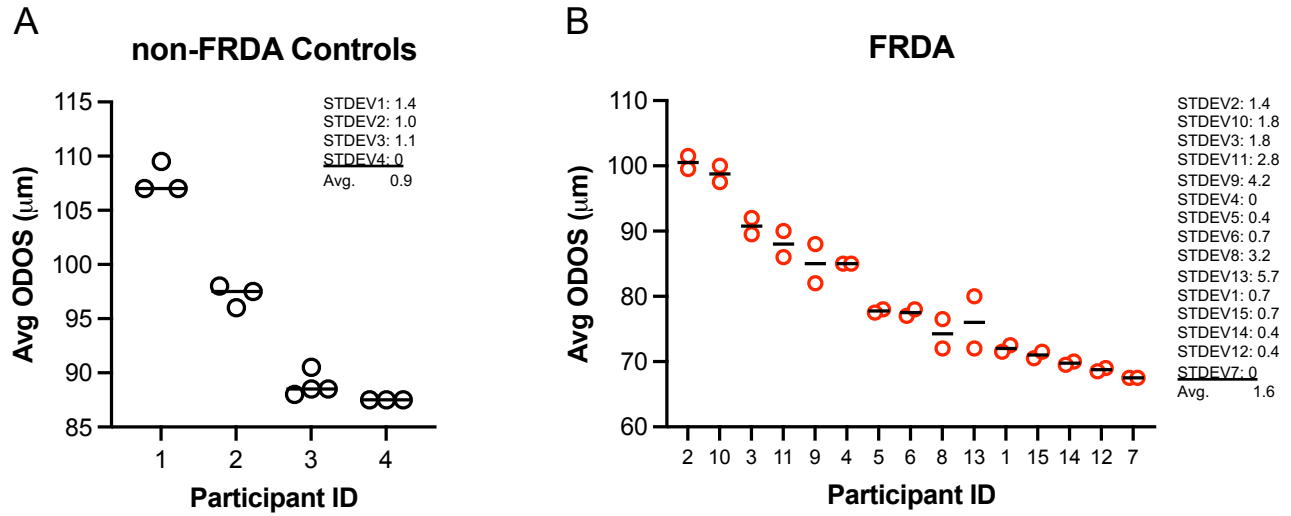 A
non-FRDA Controls
Avg ODOS (μm)
115
110
105
100
95
90
85
1 2 3 4
Participant ID
STDEV1: 1.4
STDEV2: 1.0
STDEV3: 1.1
STDEV4: 0
Avg. 0.9
B
FRDA
Avg ODOS (μm)
110
100
90
80
70
60
2 10 3 11 9 4 5 6 8 13 1 15 14 12 7
Participant ID
STDEV2: 1.4
STDEV10: 1.8
STDEV3: 1.8
STDEV11: 2.8
STDEV9: 4.2
STDEV4: 0
STDEV5: 0.4
STDEV6: 0.7
STDEV8: 3.2
STDEV13: 5.7
STDEV1: 0.7
STDEV15: 0.7
STDEV14: 0.4
STDEV12: 0.4
STDEV7: 0
Avg. 1.6